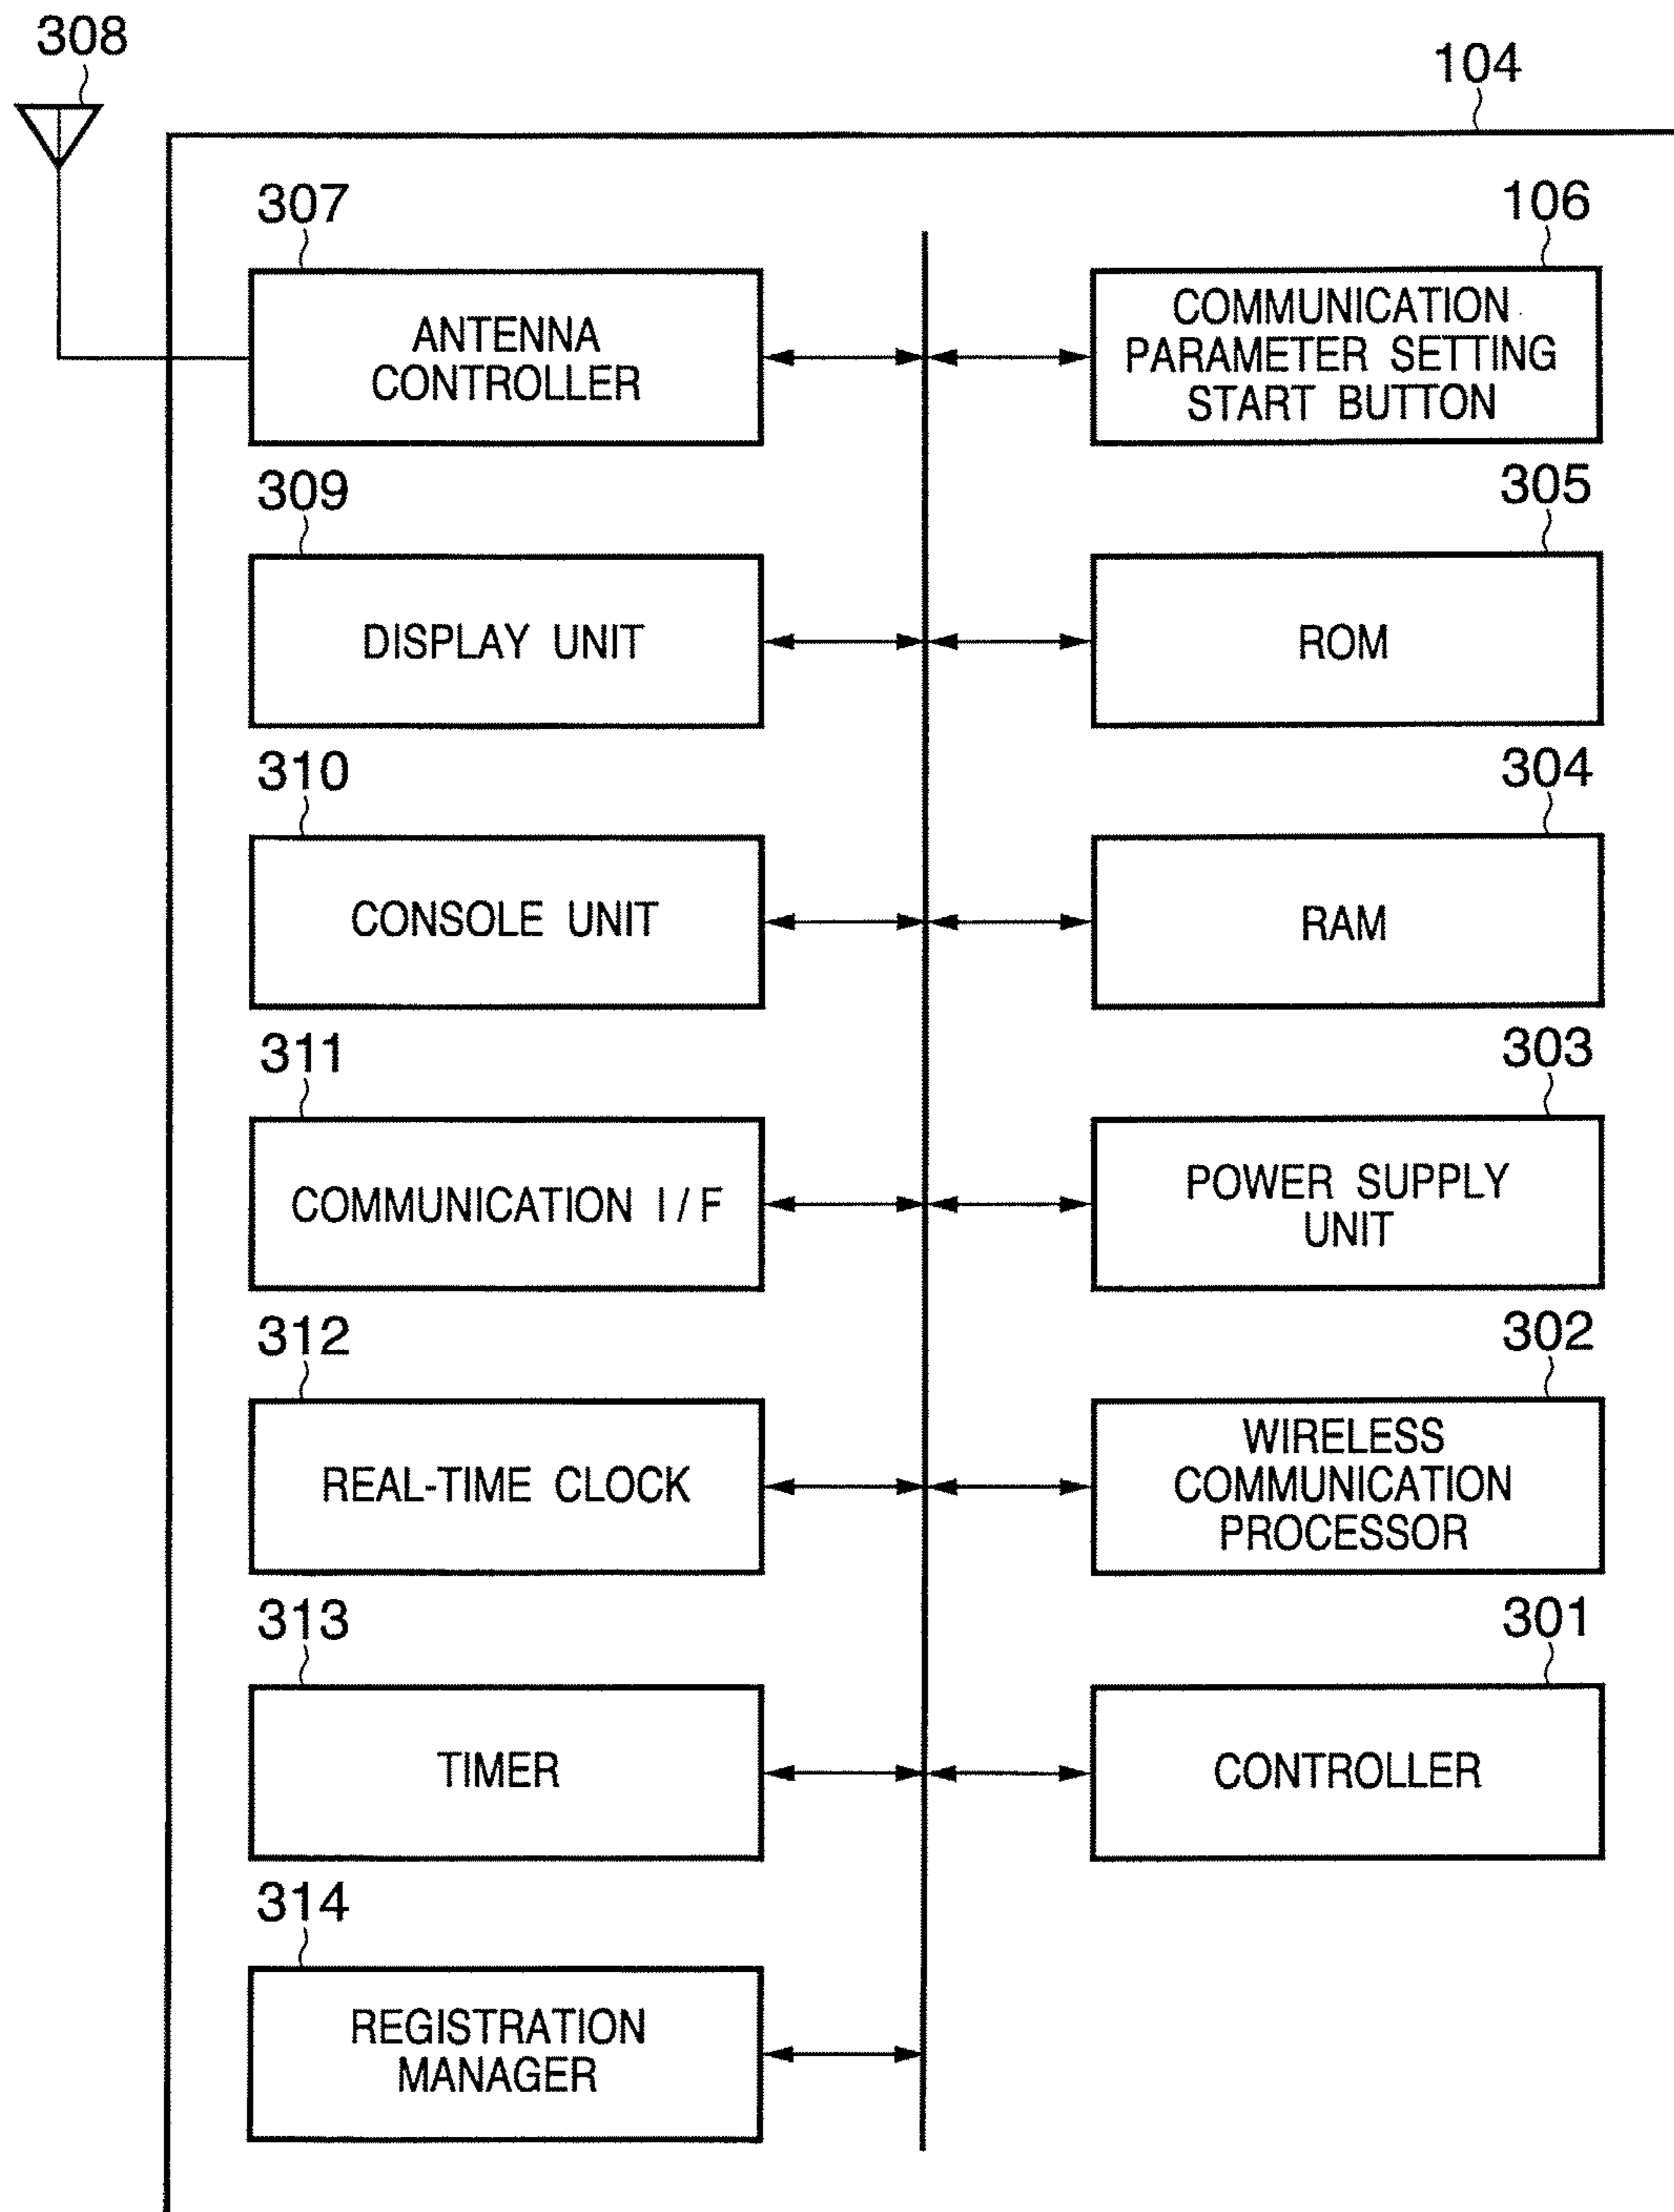 308
104
307
ANTENNA
CONTROLLER
106
COMMUNICATION
PARAMETER SETTING
START BUTTON
309
DISPLAY UNIT
305
ROM
310
CONSOLE UNIT
304
RAM
311
COMMUNICATION I / F
303
POWER SUPPLY
UNIT
312
REAL-TIME CLOCK
302
WIRELESS
COMMUNICATION
PROCESSOR
313
TIMER
301
CONTROLLER
314
REGISTRATION
MANAGER